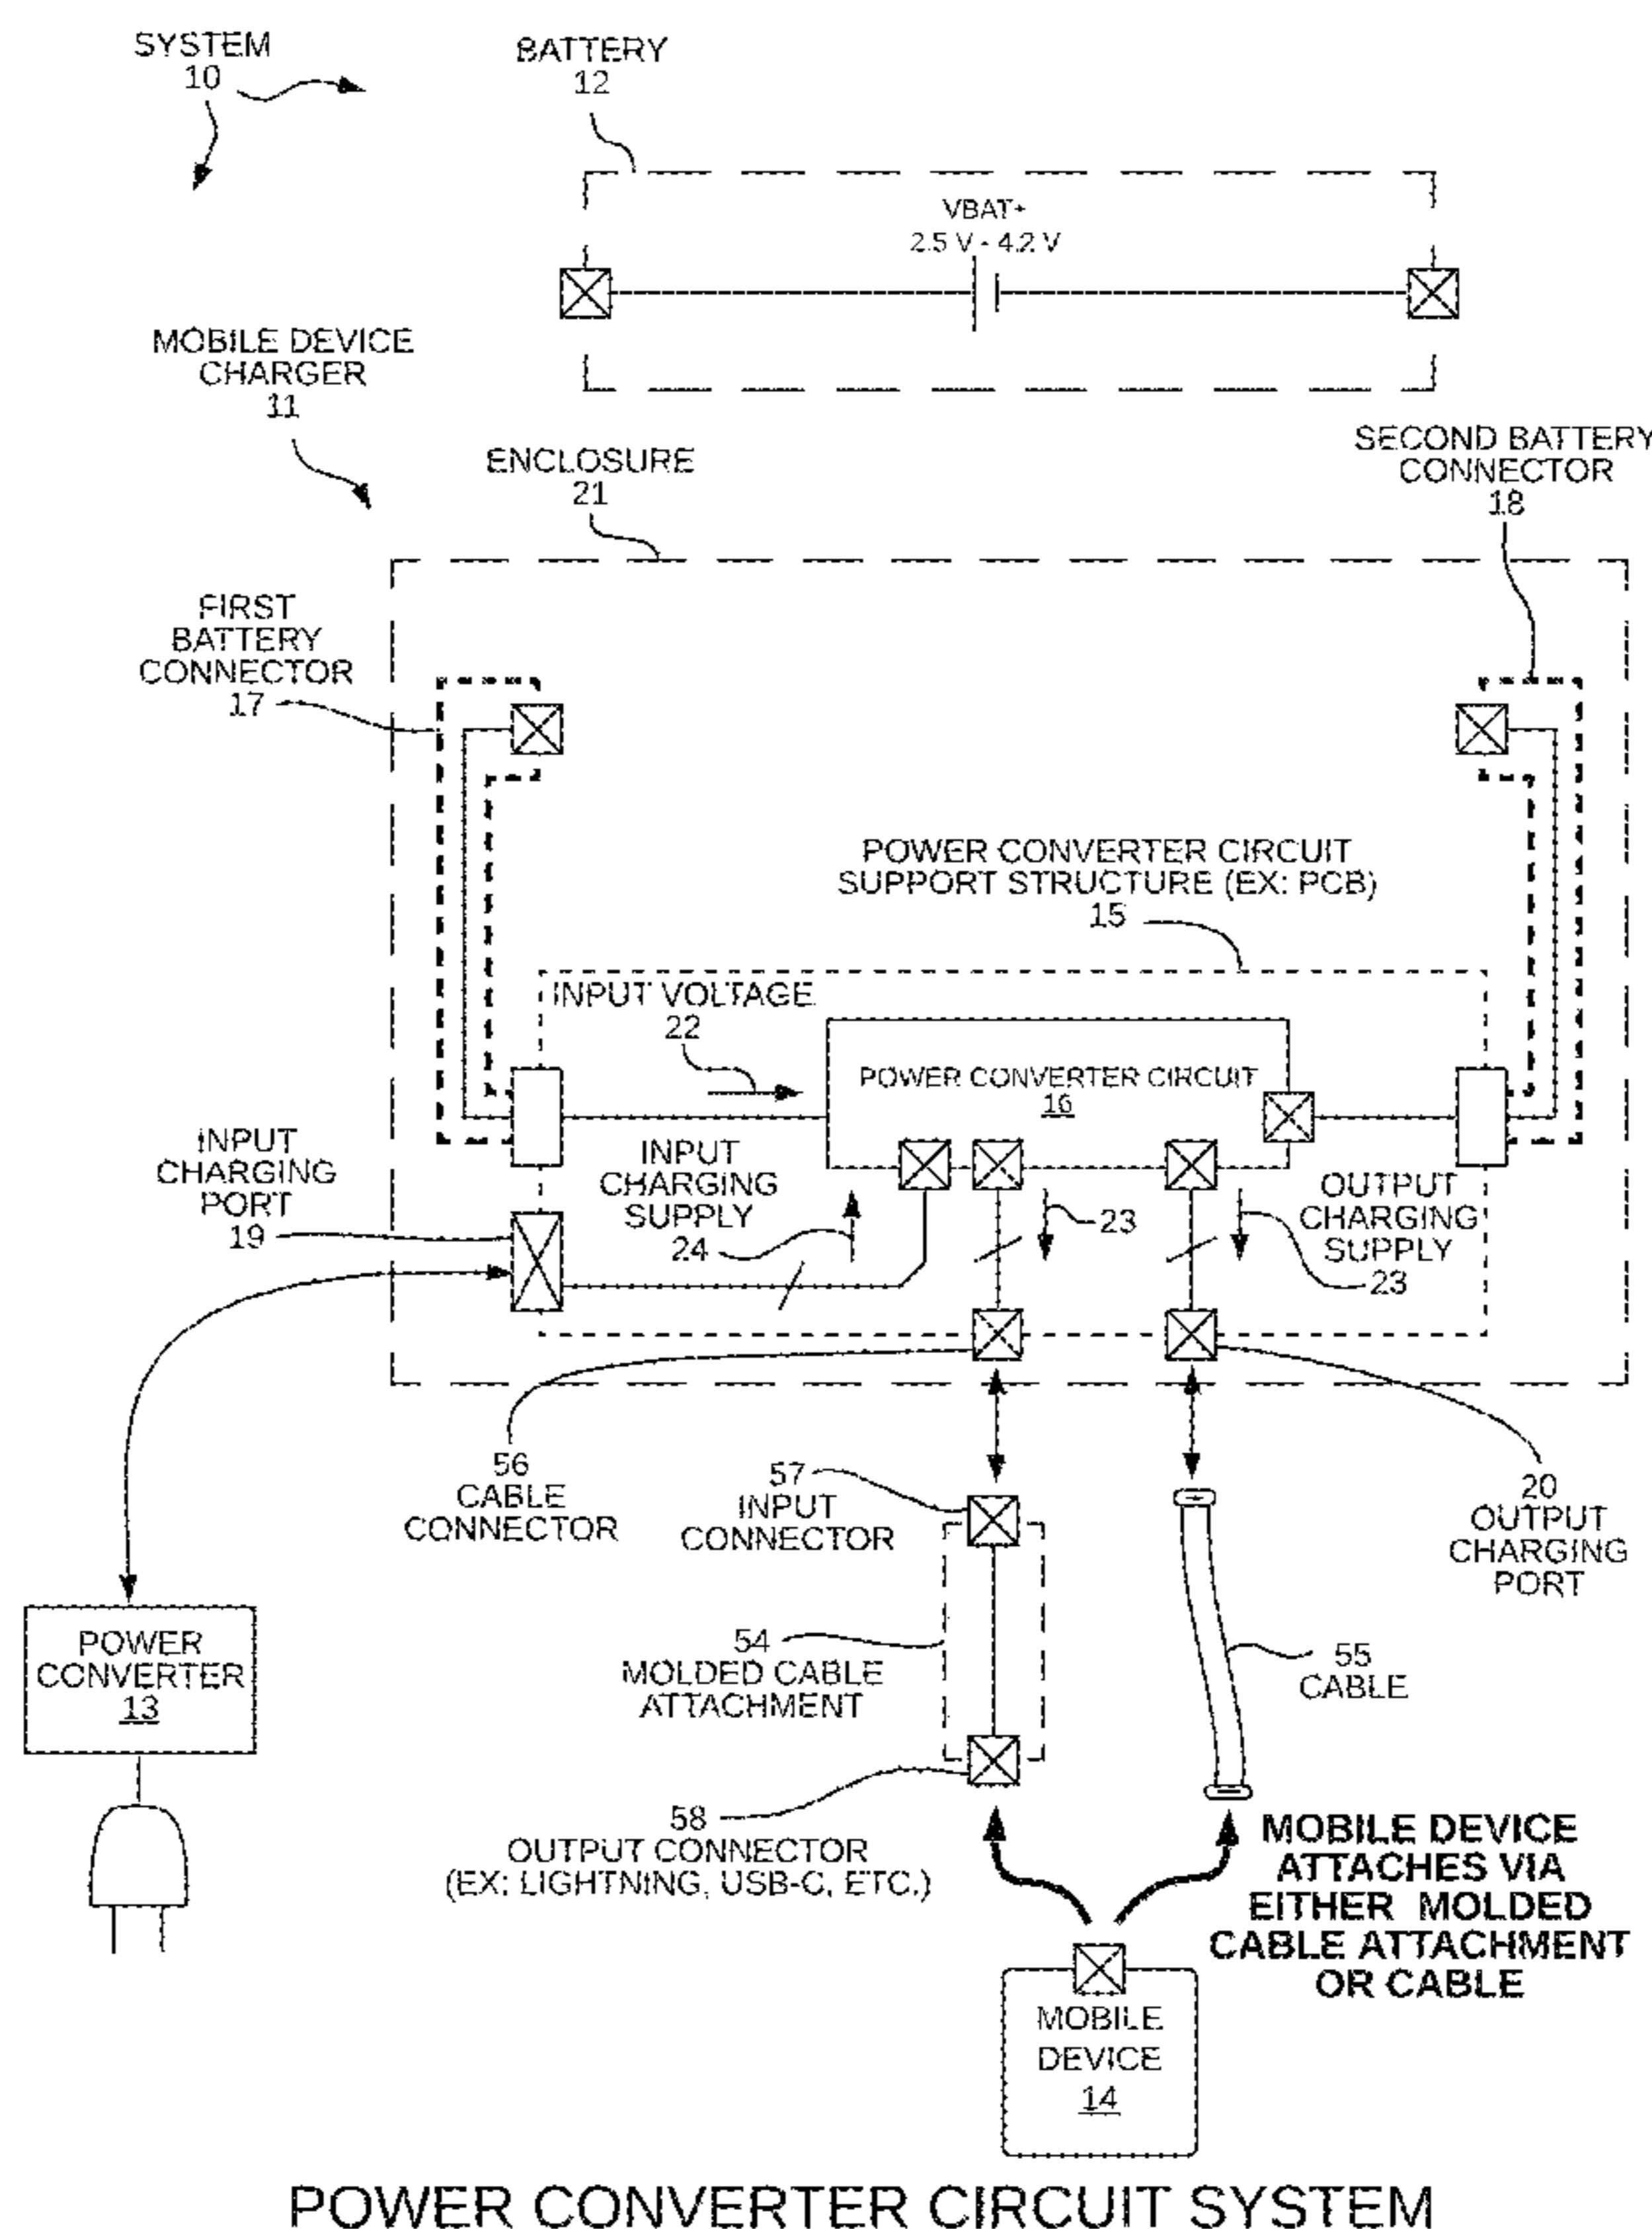 SYSTEM
10
BATTERY
12
VBAT+
2.5 V - 4.2 V
MOBILE DEVICE
CHARGER
11
ENCLOSURE
21
SECOND BATTERY
CONNECTOR
18
FIRST
BATTERY
CONNECTOR
17
POWER CONVERTER CIRCUIT
SUPPORT STRUCTURE (EX: PCB)
15
INPUT VOLTAGE
22
POWER CONVERTER CIRCUIT
16
INPUT
CHARGING
PORT
19
INPUT
CHARGING
SUPPLY
24
23
OUTPUT
CHARGING
SUPPLY
23
56
CABLE
CONNECTOR
57
INPUT
CONNECTOR
20
OUTPUT
CHARGING
PORT
POWER
CONVERTER
13
54
MOLDED CABLE
ATTACHMENT
55
CABLE
58
OUTPUT CONNECTOR
(EX: LIGHTNING, USB-C, ETC.)
MOBILE DEVICE
ATTACHES VIA
EITHER MOLDED
CABLE ATTACHMENT
OR CABLE
MOBILE
DEVICE
14
POWER CONVERTER CIRCUIT SYSTEM